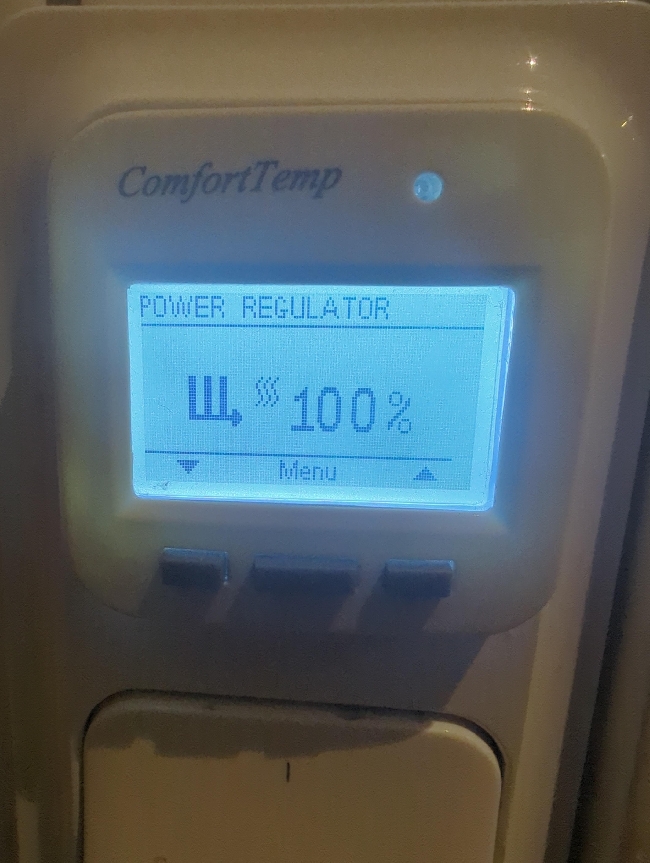 ComfortTemp
POWER REGULATOR
100%
Menu